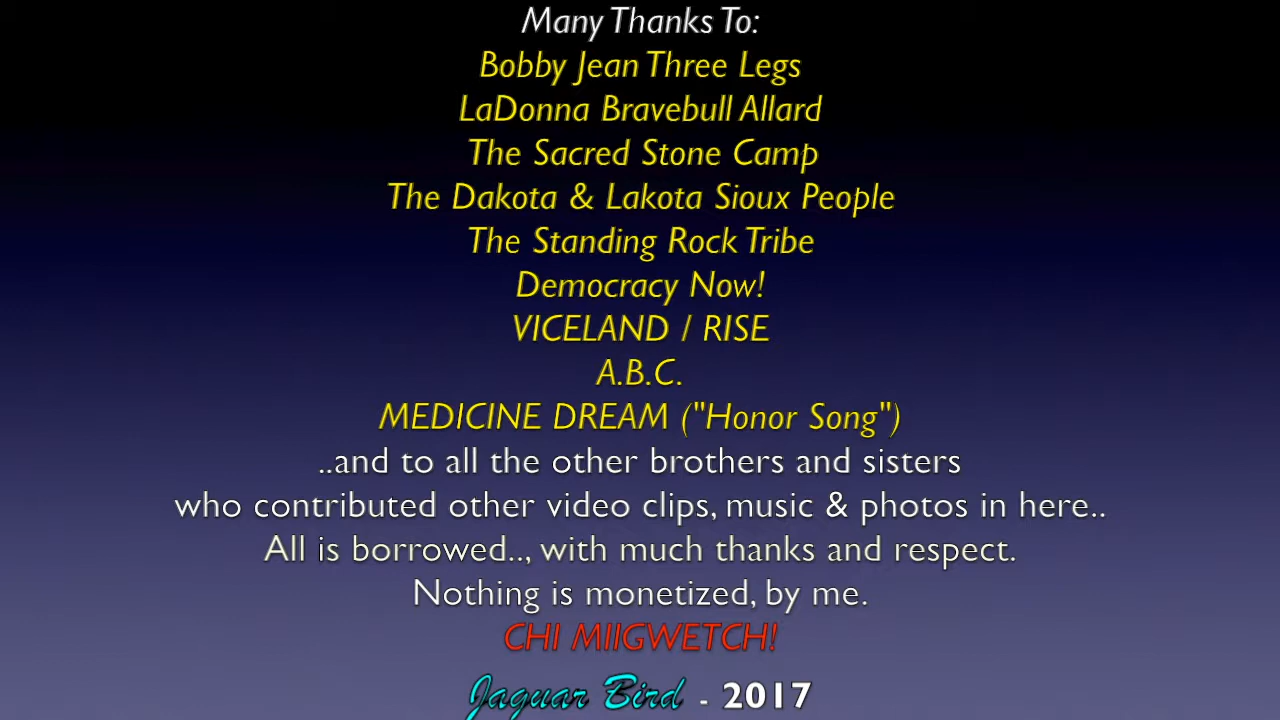 Many Thanks To:
Bobby Jean Three Legs
LaDonna Bravebull Allard
The Sacred Stone Camp
The Dakota & Lakota Sioux People
The Standing Rock Tribe
Democracy Now!
VICELAND / RISE
A.B.C.
MEDICINE DREAM ("Honor Song")
..and to all the other brothers and sisters
who contributed other video clips, music & photos in here..
All is borrowed.., with much thanks and respect.
Nothing is monetized, by me.
CHI MIIGWETCH!
Jaguar Bird - 2017